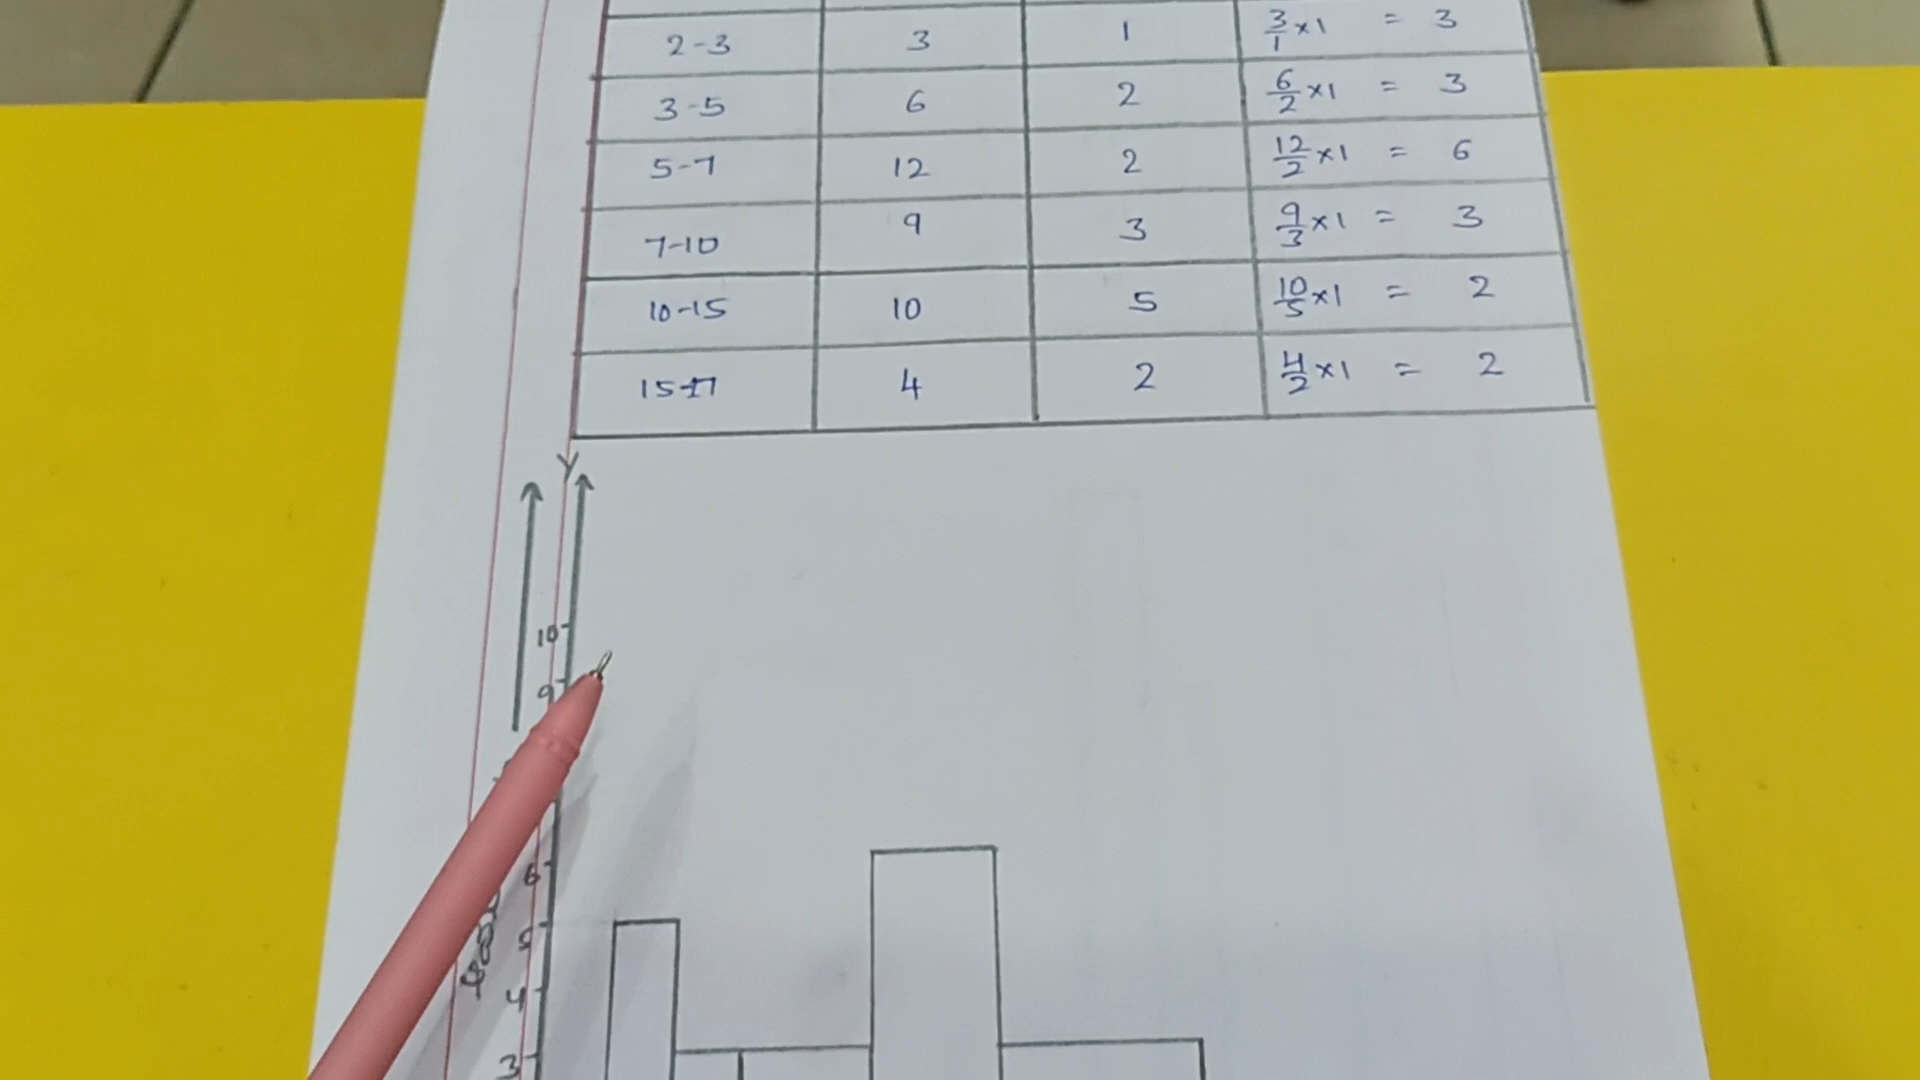 2-3 3 1 3/1 ×1 = 3
3-5 6 2 6/2 ×1 = 3
5-7 12 2 12/2 ×1 = 6
7-10 9 3 9/3 ×1 = 3
10-15 10 5 10/5 ×1 = 2
15-17 4 2 4/2 ×1 = 2
Y
10
9
6
5
4
3